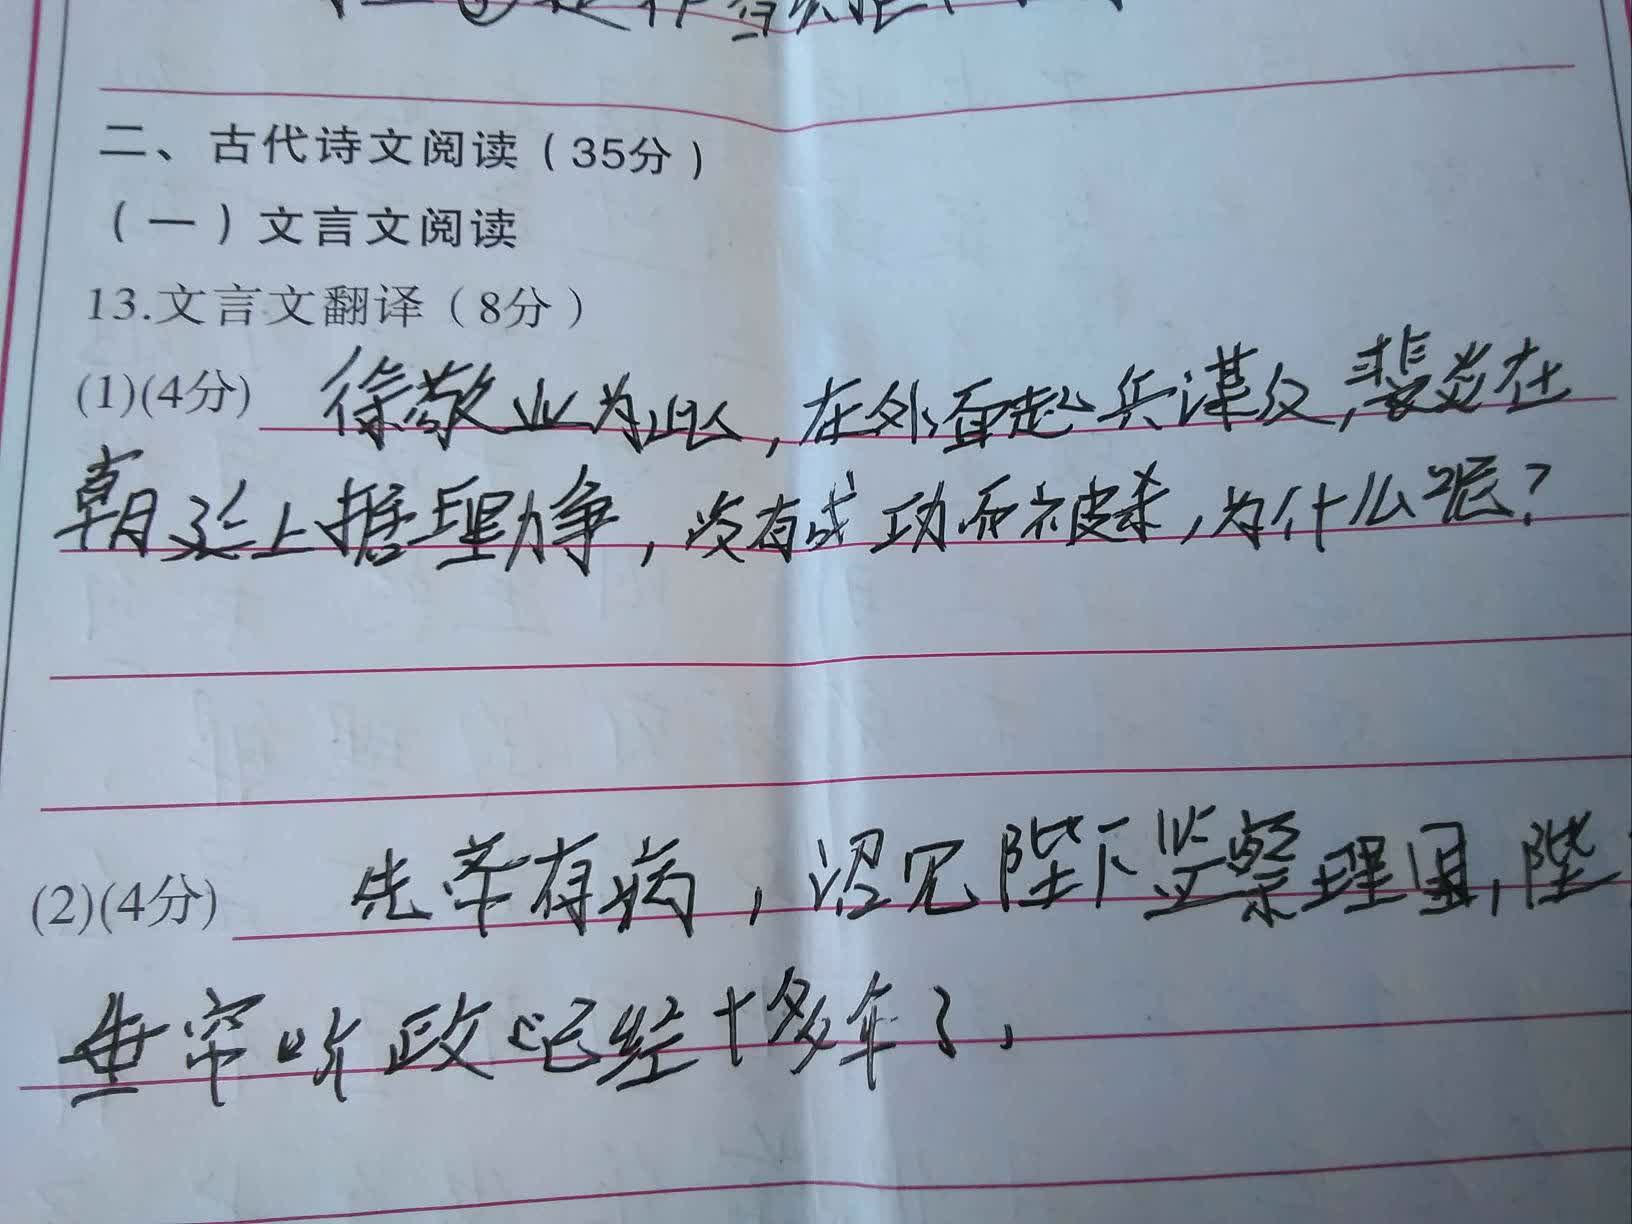 二、古代诗文阅读（35分）
（一）文言文阅读
13.文言文翻译（8分）
(1)(4分) 徐敬业为此，在外面起兵谋反，裴炎在
朝廷上据理力争，没有成功而被杀，为什么呢？
(2)(4分) 先帝有病，诏见陛下监察理国，陛
垂帘听政已经十多年了，